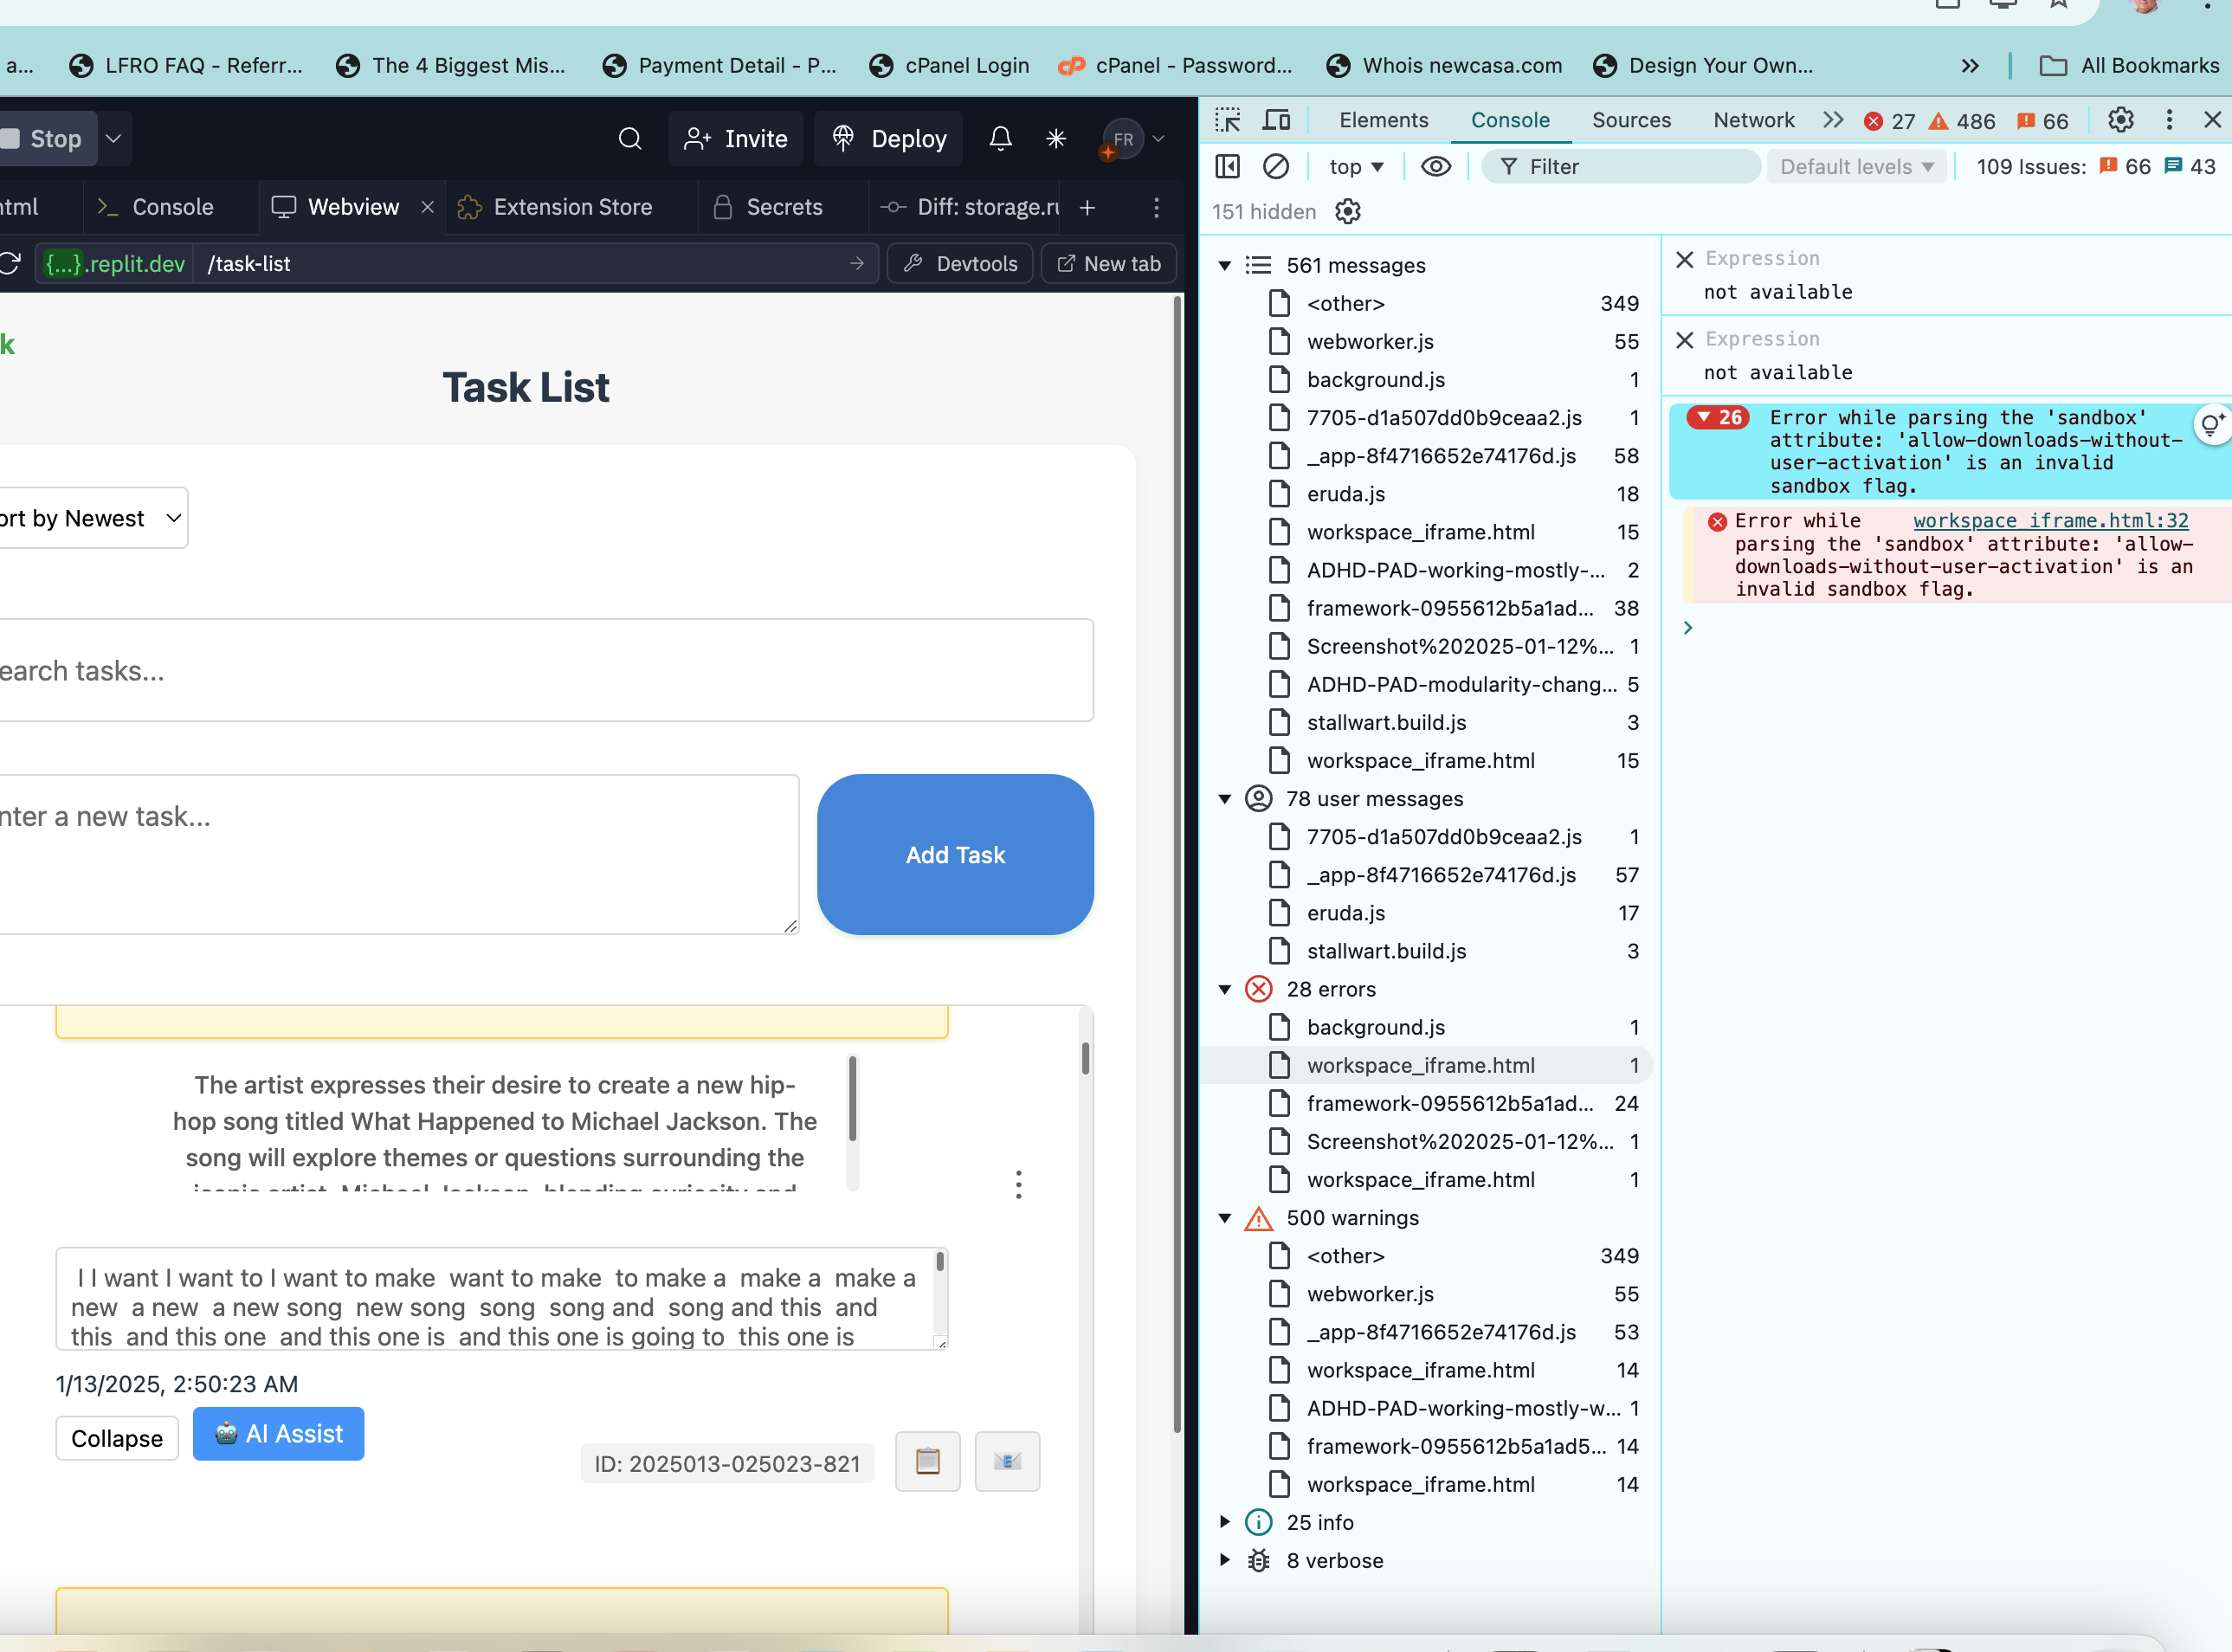 a...
LFRO FAQ - Referr...
The 4 Biggest Mis...
Payment Detail - P...
cPanel Login
cPanel - Password...
Whois newcasa.com
Design Your Own...
All Bookmarks
Stop
Invite
Deploy
FR
tml
Console
Webview
Extension Store
Secrets
Diff: storage.ru
{...}.replit.dev
/task-list
Devtools
New tab
k
Task List
ort by Newest
earch tasks...
nter a new task...
Add Task
The artist expresses their desire to create a new hip-
hop song titled What Happened to Michael Jackson. The
song will explore themes or questions surrounding the
iconic artist, Michael Jackson, blending curiosity and
I I want I want to I want to make  want to make  to make a  make a  make a
new  a new  a new song  new song  song  song and  song and this  and
this  and this one  and this one is  and this one is going to  this one is
1/13/2025, 2:50:23 AM
Collapse
AI Assist
ID: 2025013-025023-821
Elements
Console
Sources
Network
27
486
66
top
Filter
Default levels
109 Issues:
66
43
151 hidden
561 messages
<other> 349
webworker.js 55
background.js 1
7705-d1a507dd0b9ceaa2.js 1
_app-8f4716652e74176d.js 58
eruda.js 18
workspace_iframe.html 15
ADHD-PAD-working-mostly-... 2
framework-0955612b5a1ad... 38
Screenshot%202025-01-12%... 1
ADHD-PAD-modularity-chang... 5
stallwart.build.js 3
workspace_iframe.html 15
78 user messages
7705-d1a507dd0b9ceaa2.js 1
_app-8f4716652e74176d.js 57
eruda.js 17
stallwart.build.js 3
28 errors
background.js 1
workspace_iframe.html 1
framework-0955612b5a1ad... 24
Screenshot%202025-01-12%... 1
workspace_iframe.html 1
500 warnings
<other> 349
webworker.js 55
_app-8f4716652e74176d.js 53
workspace_iframe.html 14
ADHD-PAD-working-mostly-w... 1
framework-0955612b5a1ad5... 14
workspace_iframe.html 14
25 info
8 verbose
Expression
not available
Expression
not available
26
Error while parsing the 'sandbox'
attribute: 'allow-downloads-without-
user-activation' is an invalid
sandbox flag.
Error while workspace_iframe.html:32
parsing the 'sandbox' attribute: 'allow-
downloads-without-user-activation' is an
invalid sandbox flag.